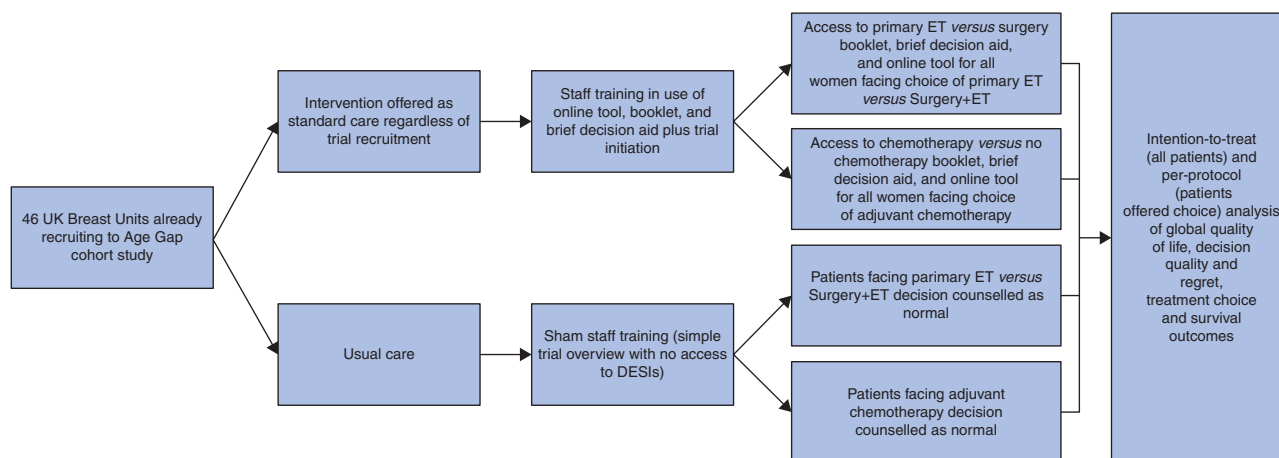 46 UK Breast Units already
recruiting to Age Gap
cohort study
Intervention offered as
standard care regardless of
trial recruitment
Usual care
Staff training in use of
online tool, booklet, and
brief decision aid plus trial
initiation
Sham staff training (simple
trial overview with no access
to DESIs)
Access to primary ET versus surgery
booklet, brief decision aid,
and online tool for all
women facing choice of primary ET
versus Surgery+ET
Access to chemotherapy versus no
chemotherapy booklet, brief
decision aid, and online tool
for all women facing choice
of adjuvant chemotherapy
Patients facing parimary ET versus
Surgery+ET decision counselled as
normal
Patients facing adjuvant
chemotherapy decision
counselled as normal
Intention-to-treat
(all patients) and
per-protocol
(patients
offered choice) analysis
of global quality
of life, decision
quality and
regret,
treatment choice
and survival
outcomes